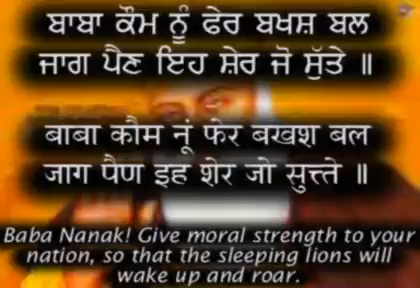 ਬਾਬਾ ਕੌਮ ਨੂੰ ਫੇਰ ਬਖਸ਼ ਬਲ
ਜਾਗ ਪੈਣ ਇਹ ਸ਼ੇਰ ਜੋ ਸੁੱਤੇ ॥
बाबा कौम नूं फेर बखश बल
जाग पैण इह शेर जो सुत्ते ॥
Baba Nanak! Give moral strength to your
nation, so that the sleeping lions will
wake up and roar.